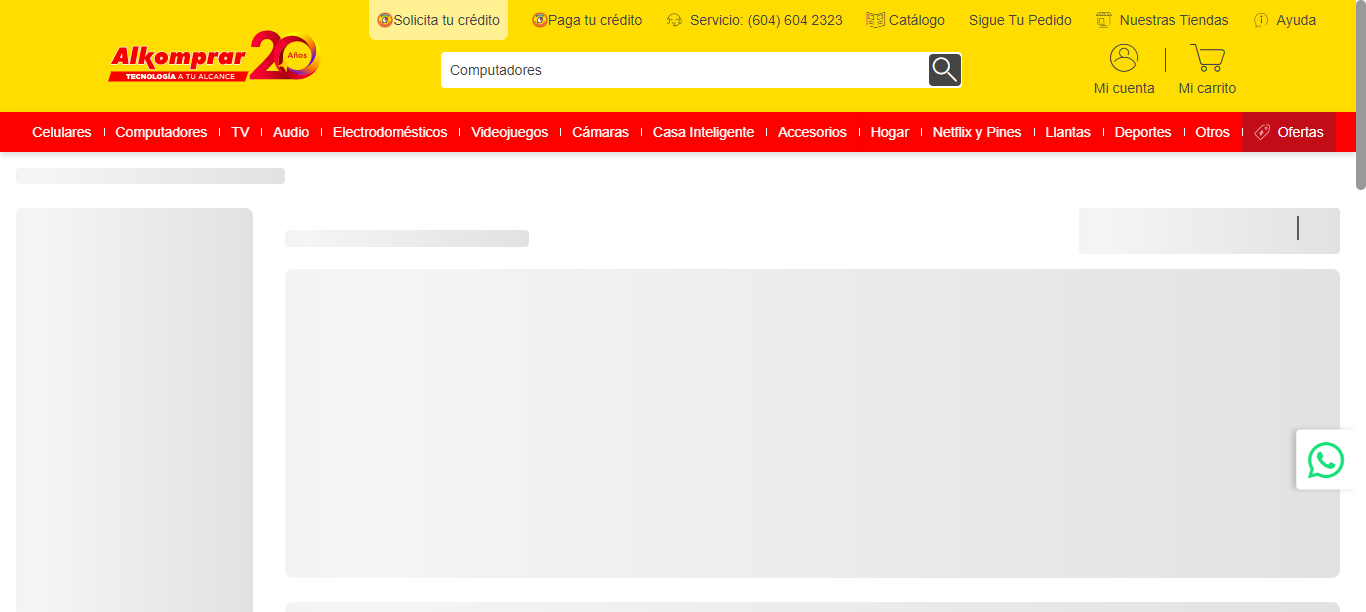 Solicita tu crédito
Paga tu crédito
Servicio: (604) 604 2323
Catálogo
Sigue Tu Pedido
Nuestras Tiendas
Ayuda
Alkomprar 20 Años
TECNOLOGÍA A TU ALCANCE
Computadores
Mi cuenta
Mi carrito
Celulares
Computadores
TV
Audio
Electrodomésticos
Videojuegos
Cámaras
Casa Inteligente
Accesorios
Hogar
Netflix y Pines
Llantas
Deportes
Otros
Ofertas